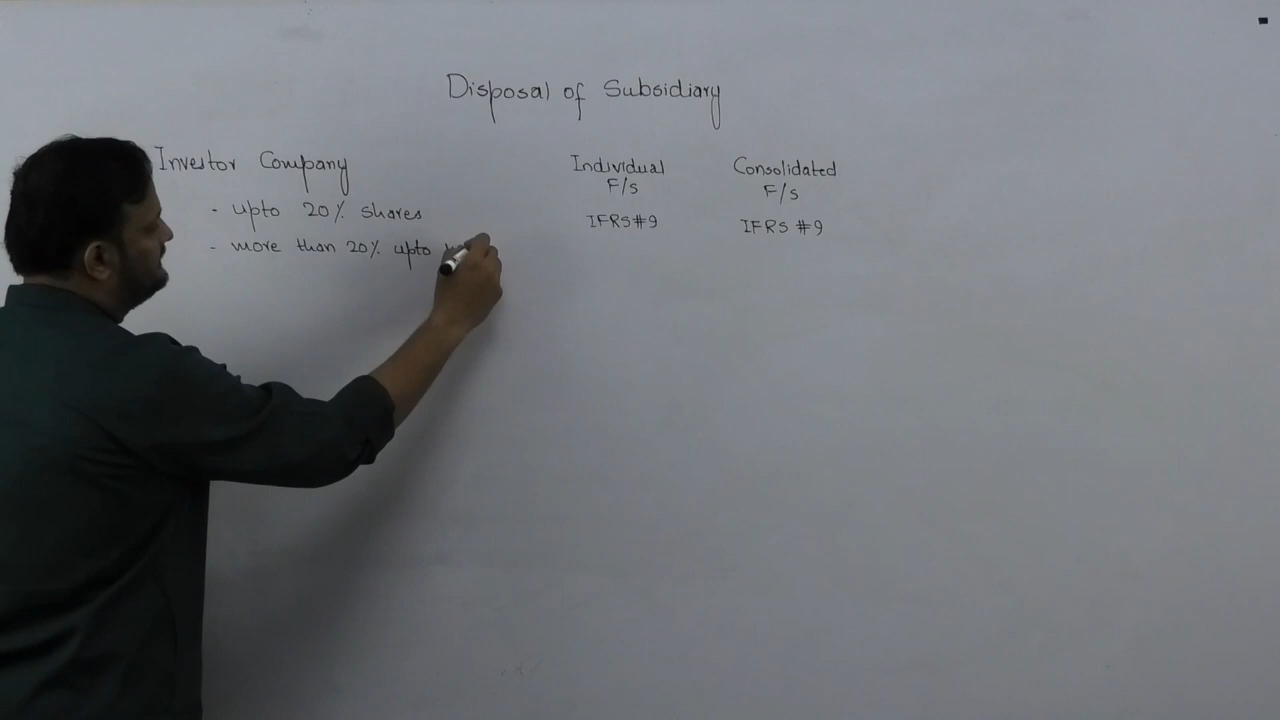 Disposal of Subsidiary
Investor Company
Individual F/s
Consolidated F/s
- upto 20% shares
IFRS#9
IFRS #9
- more than 20% upto